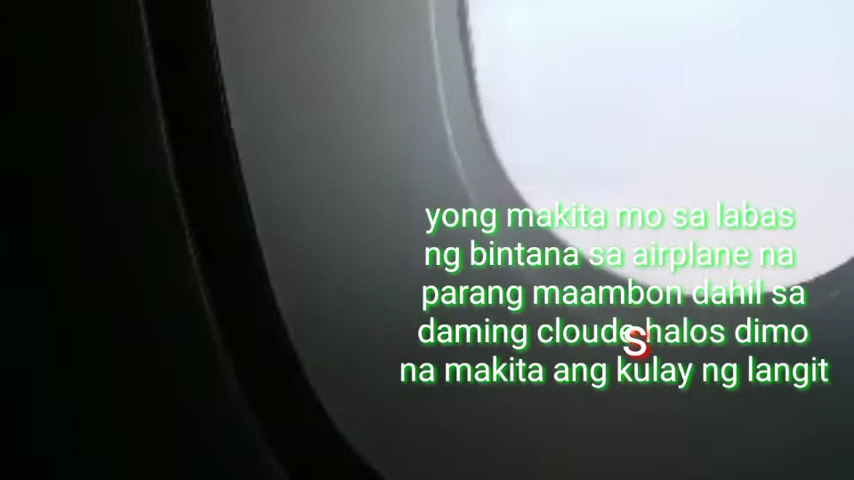 yong makita mo sa labas
ng bintana sa airplane na
parang maambon dahil sa
daming clouds halos dimo
s
na makita ang kulay ng langit